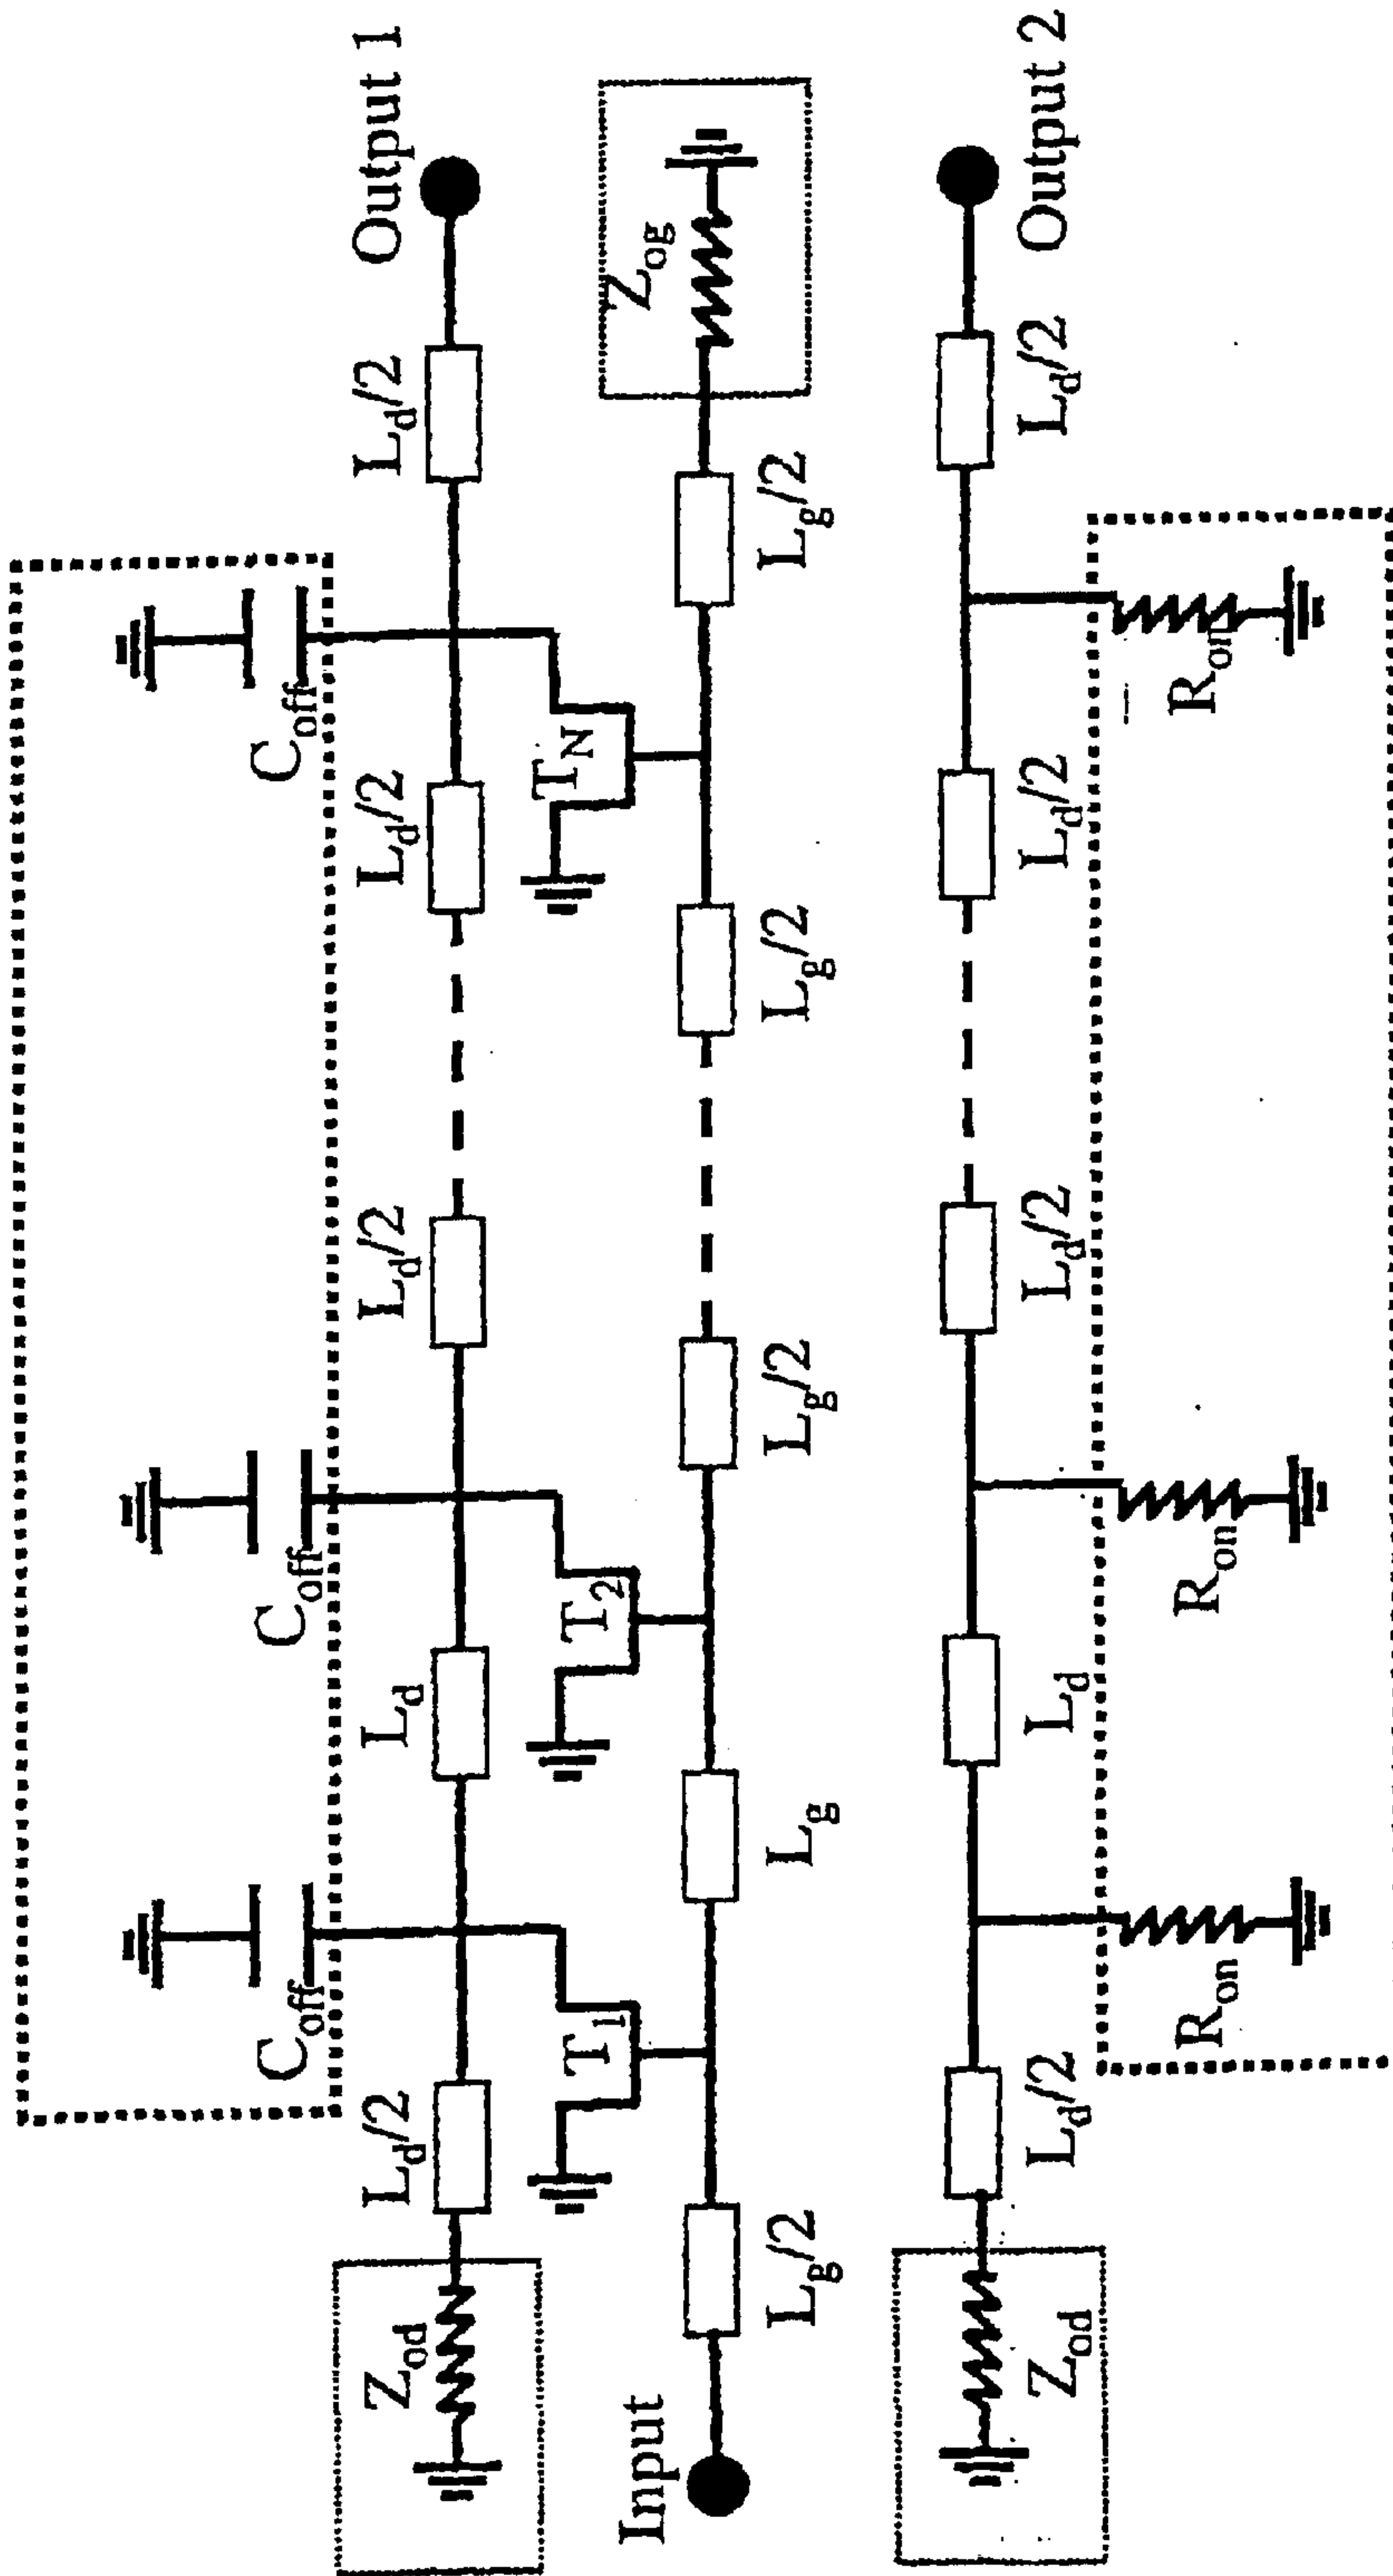 C_off C_off C_off
Z_od L_d/2 L_d L_d/2 L_d/2 L_d/2 Output 1
T_1 T_2 T_N
Z_og
Input L_g/2 L_g L_g/2 L_g/2 L_g/2
Z_od L_d/2 L_d L_d/2 L_d/2 L_d/2 Output 2
R_on R_on R_on